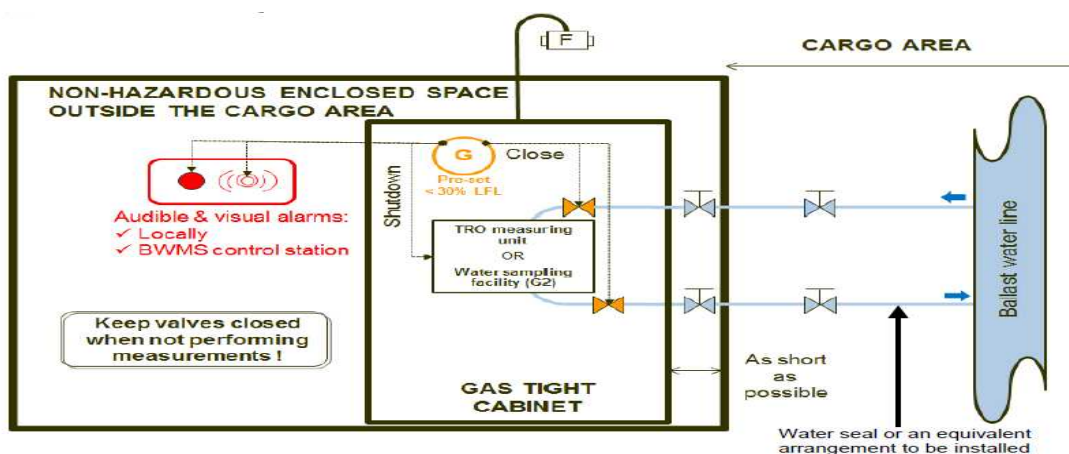 F
CARGO AREA
NON-HAZARDOUS ENCLOSED SPACE
OUTSIDE THE CARGO AREA
G
Close
Pre-set
< 30% LFL
Shutdown
Audible & visual alarms:
✓ Locally
✓ BWMS control station
TRO measuring
unit
OR
Water sampling
facility (G2)
Ballast water line
Keep valves closed
when not performing
measurements !
GAS TIGHT
CABINET
As short
as
possible
Water seal or an equivalent
arrangement to be installed